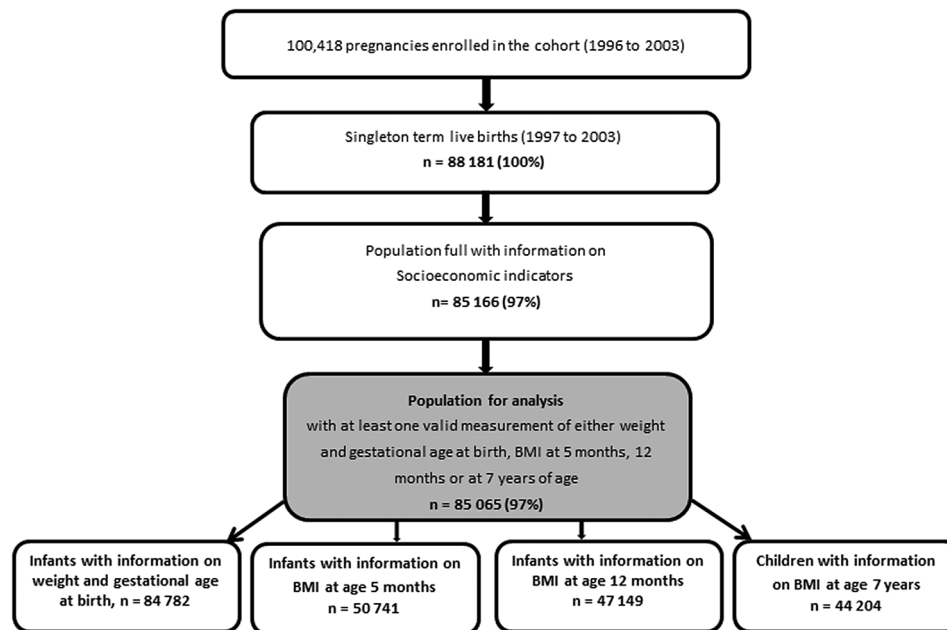 100,418 pregnancies enrolled in the cohort (1996 to 2003)
Singleton term live births (1997 to 2003)
n = 88 181 (100%)
Population full with information on
Socioeconomic indicators
n= 85 166 (97%)
Population for analysis
with at least one valid measurement of either weight
and gestational age at birth, BMI at 5 months, 12
months or at 7 years of age
n = 85 065 (97%)
Infants with information on
weight and gestational age
at birth, n = 84 782
Infants with information on
BMI at age 5 months
n = 50 741
Infants with information on
BMI at age 12 months
n = 47 149
Children with information
on BMI at age 7 years
n = 44 204